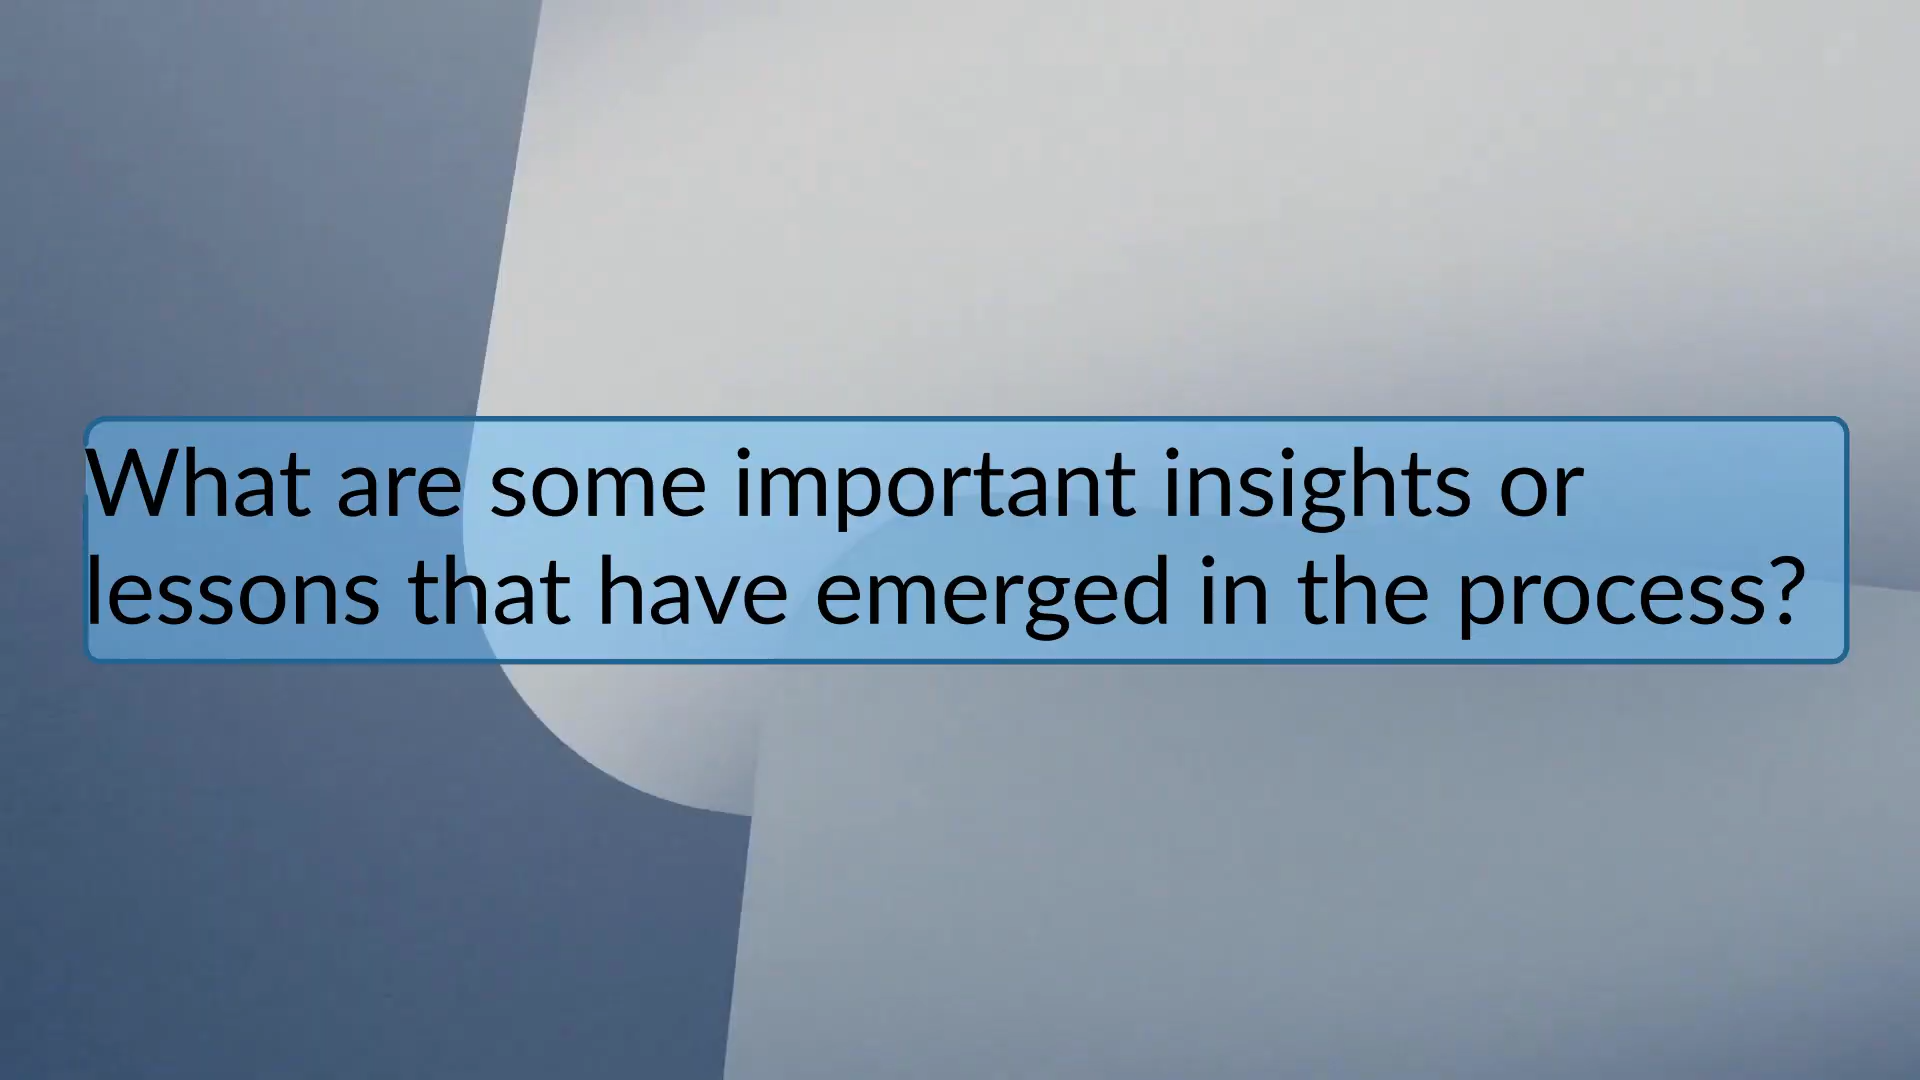 What are some important insights or
lessons that have emerged in the process?